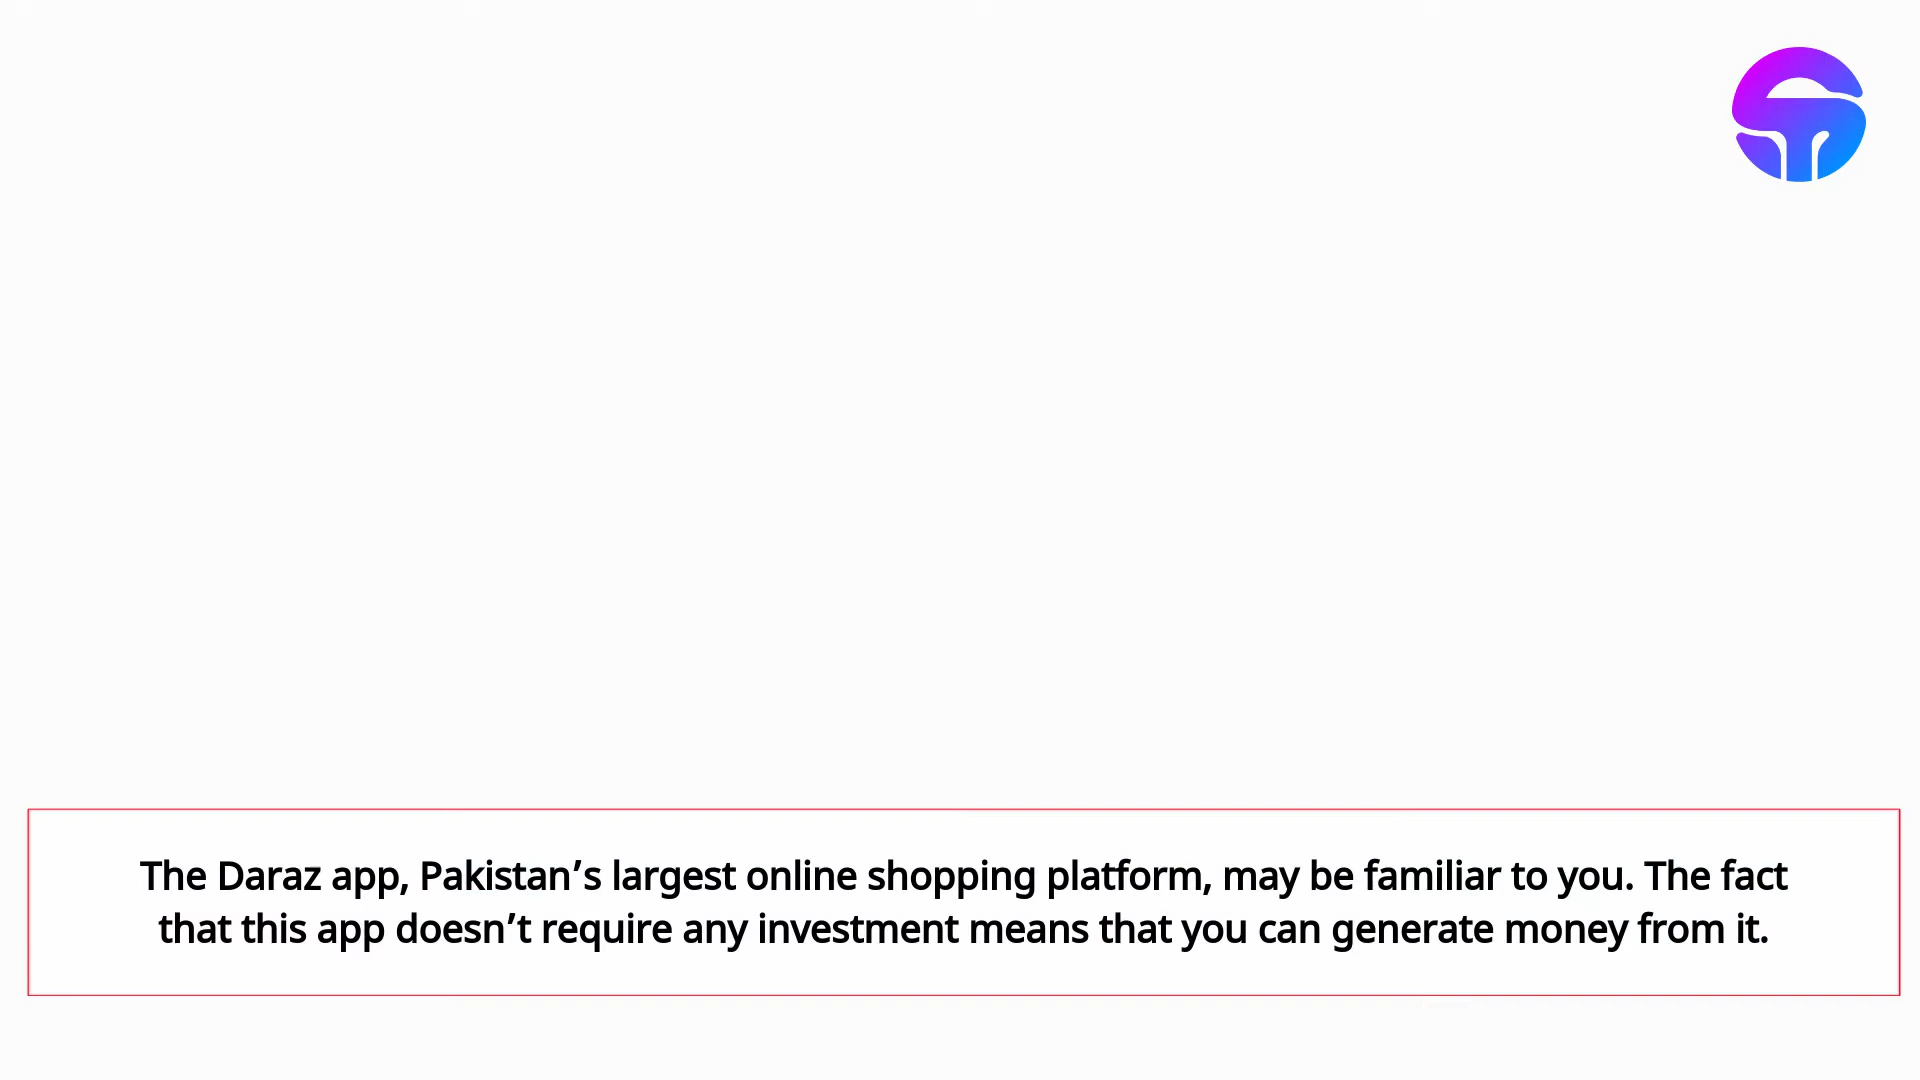 The Daraz app, Pakistan’s largest online shopping platform, may be familiar to you. The fact
that this app doesn’t require any investment means that you can generate money from it.